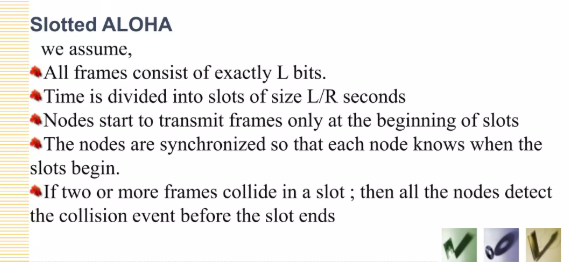 Slotted ALOHA
we assume,
All frames consist of exactly L bits.
Time is divided into slots of size L/R seconds
Nodes start to transmit frames only at the beginning of slots
The nodes are synchronized so that each node knows when the
slots begin.
If two or more frames collide in a slot ; then all the nodes detect
the collision event before the slot ends